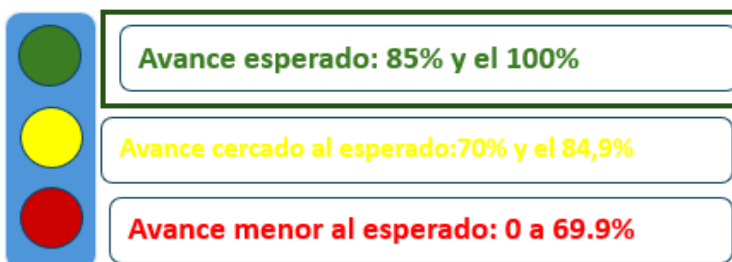 Avance esperado: 85% y el 100%
Avance cercado al esperado:70% y el 84,9%
Avance menor al esperado: 0 a 69.9%